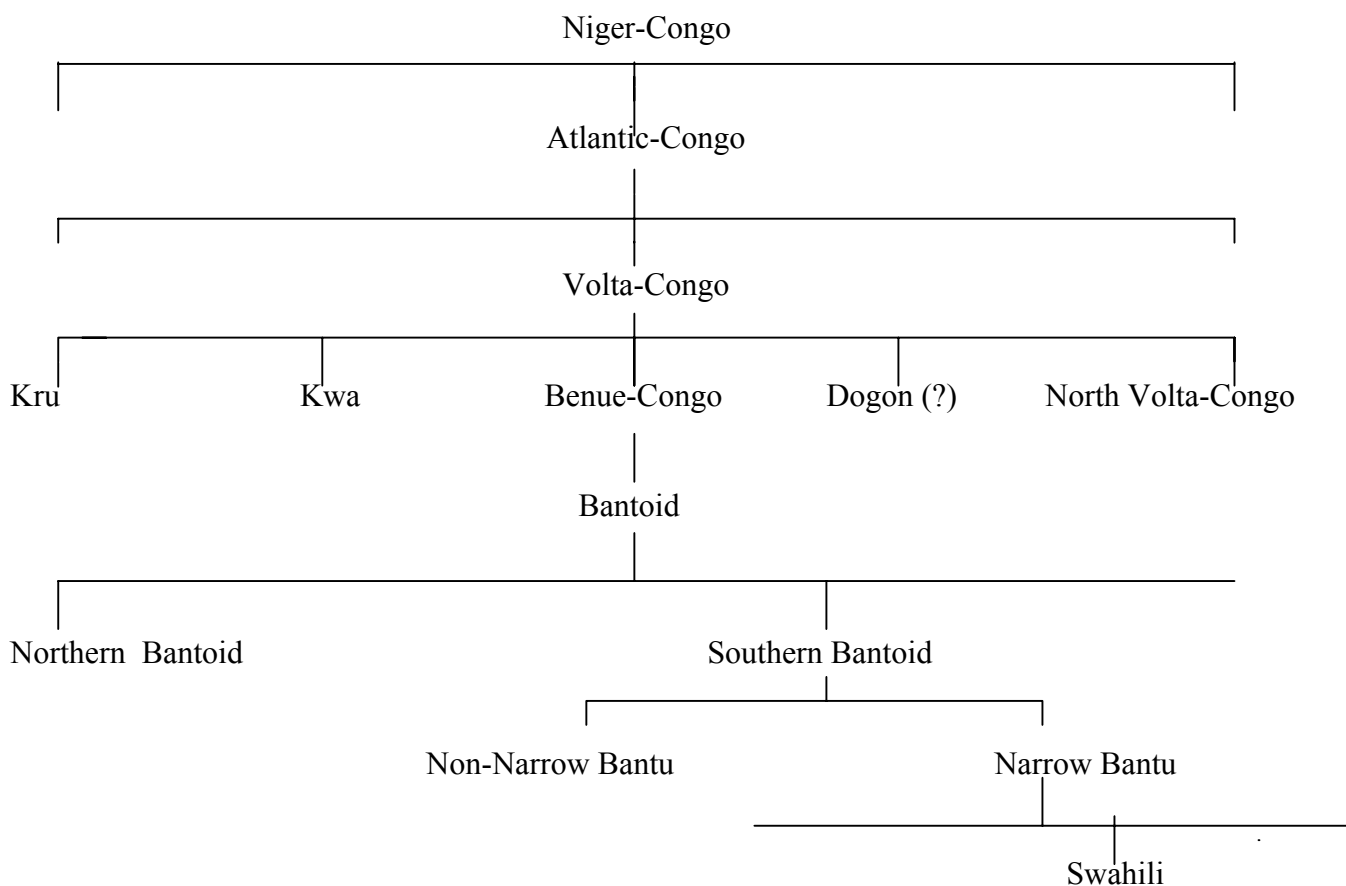 Niger-Congo
Atlantic-Congo
Volta-Congo
Kru Kwa Benue-Congo Dogon (?) North Volta-Congo
Bantoid
Northern Bantoid Southern Bantoid
Non-Narrow Bantu Narrow Bantu
Swahili